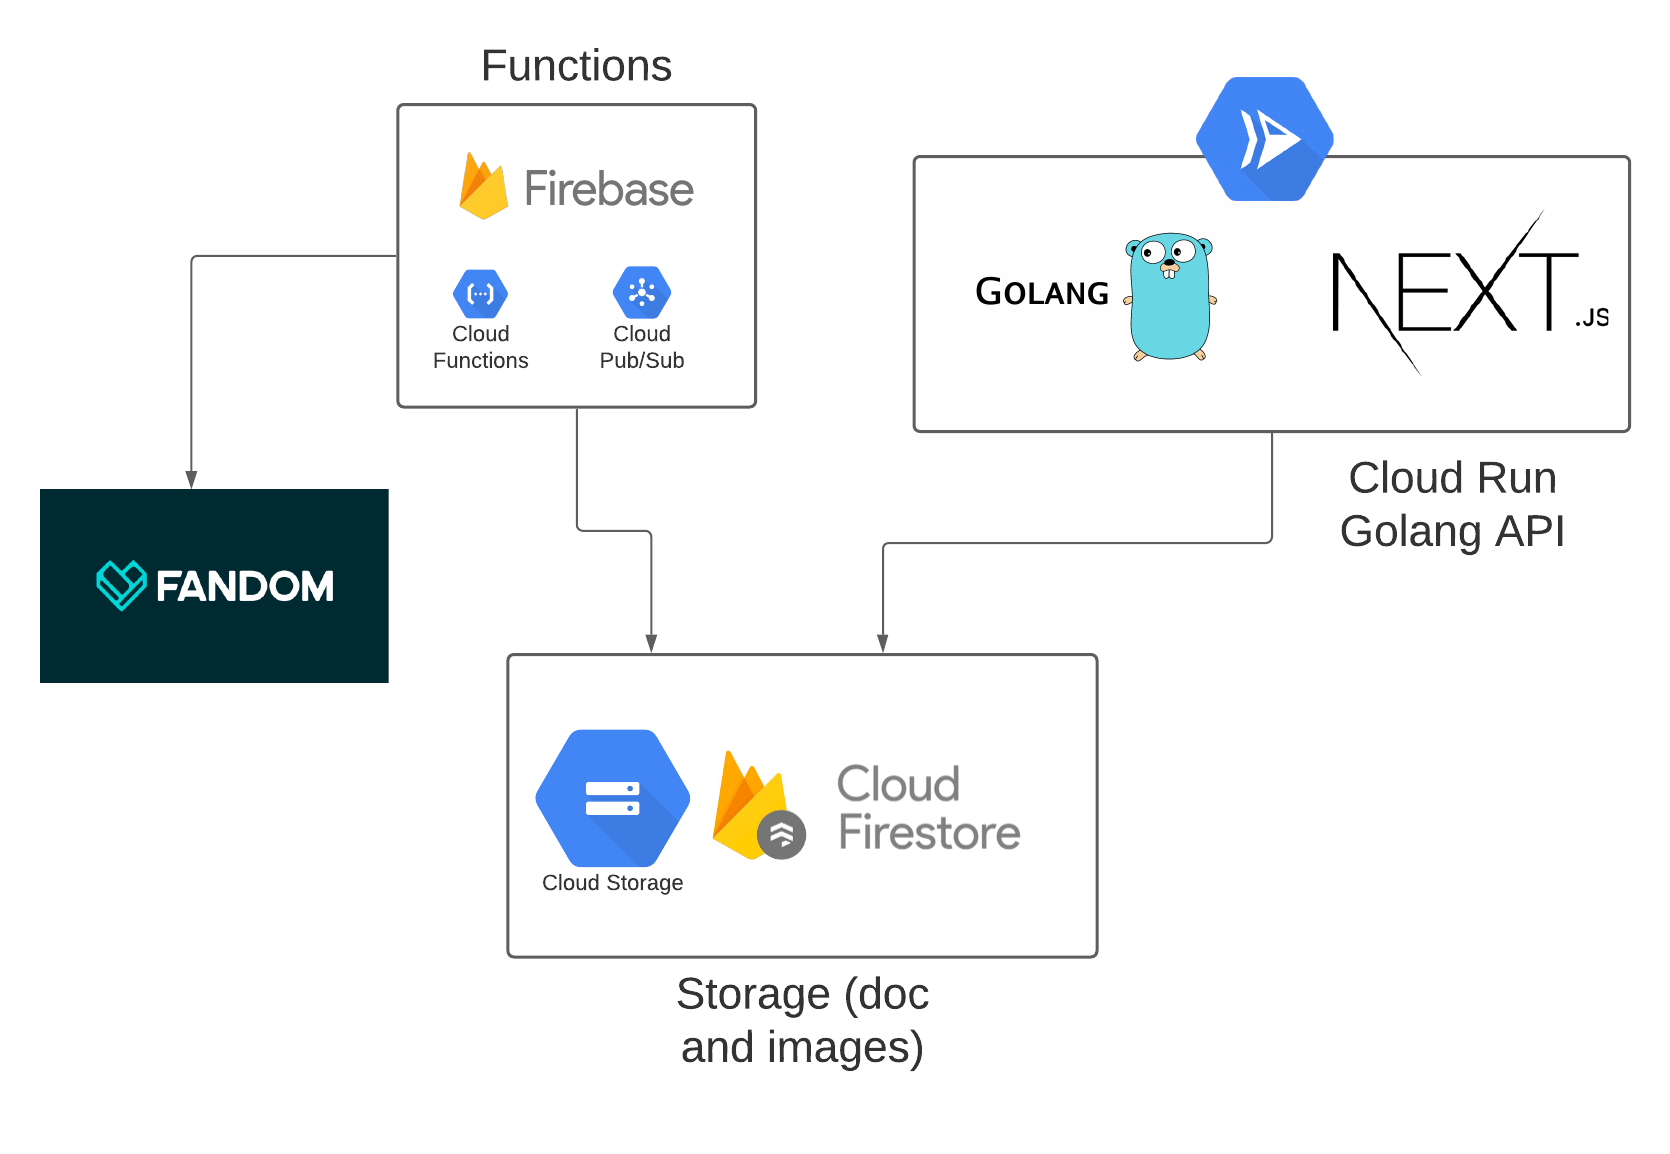 Functions
Firebase
Cloud
Functions
Cloud
Pub/Sub
GOLANG
NEXT
.JS
Cloud Run
Golang API
FANDOM
Cloud Storage
Cloud
Firestore
Storage (doc
and images)